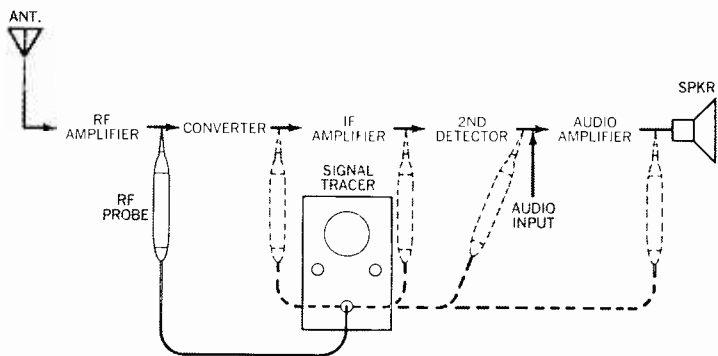 ANT.
SPKR
RF
AMPLIFIER
CONVERTER
IF
AMPLIFIER
2ND
DETECTOR
AUDIO
AMPLIFIER
SIGNAL
TRACER
RF
PROBE
AUDIO
INPUT